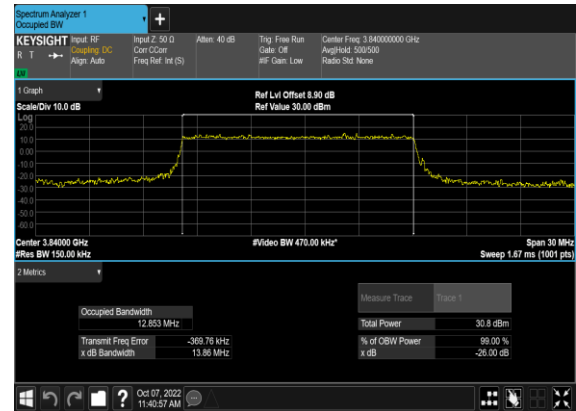 Spectrum Analyzer 1
Occupied BW
KEYSIGHT
R T
Input: RF
Coupling: DC
Align: Auto
Input Z: 50 Ω
Corr CCorr
Freq Ref: Int (S)
Atten: 40 dB
Trig: Free Run
Gate: Off
#IF Gain: Low
Center Freq: 3.840000000 GHz
Avg|Hold: 500/500
Radio Std: None
1 Graph
Scale/Div 10.0 dB
Ref Lvl Offset 8.90 dB
Ref Value 30.00 dBm
Log
20.0
10.0
0.00
-10.0
-20.0
-30.0
-40.0
-50.0
-60.0
Center 3.84000 GHz
#Res BW 150.00 kHz
#Video BW 470.00 kHz*
Span 30 MHz
Sweep 1.67 ms (1001 pts)
2 Metrics
Measure Trace
Trace 1
Occupied Bandwidth
12.853 MHz
Total Power
30.8 dBm
Transmit Freq Error
-369.76 kHz
% of OBW Power
99.00 %
x dB Bandwidth
13.86 MHz
x dB
-26.00 dB
?
Oct 07, 2022
11:40:57 AM